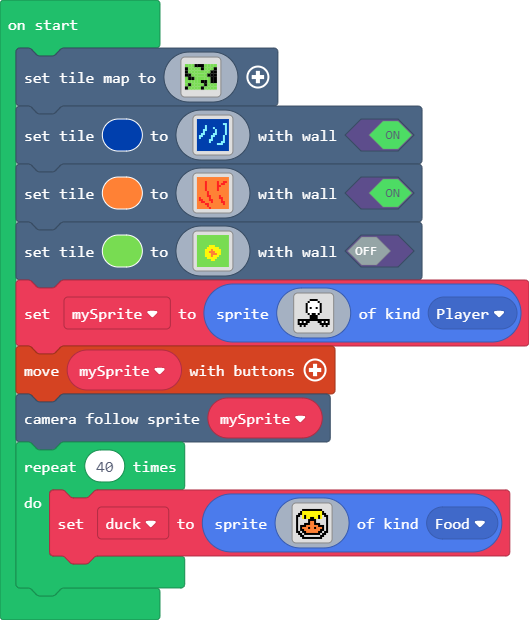 on start
set tile map to
set tile to with wall ON
set tile to with wall ON
set tile to with wall OFF
set mySprite to sprite of kind Player
move mySprite with buttons
camera follow sprite mySprite
repeat 40 times
do
set duck to sprite of kind Food